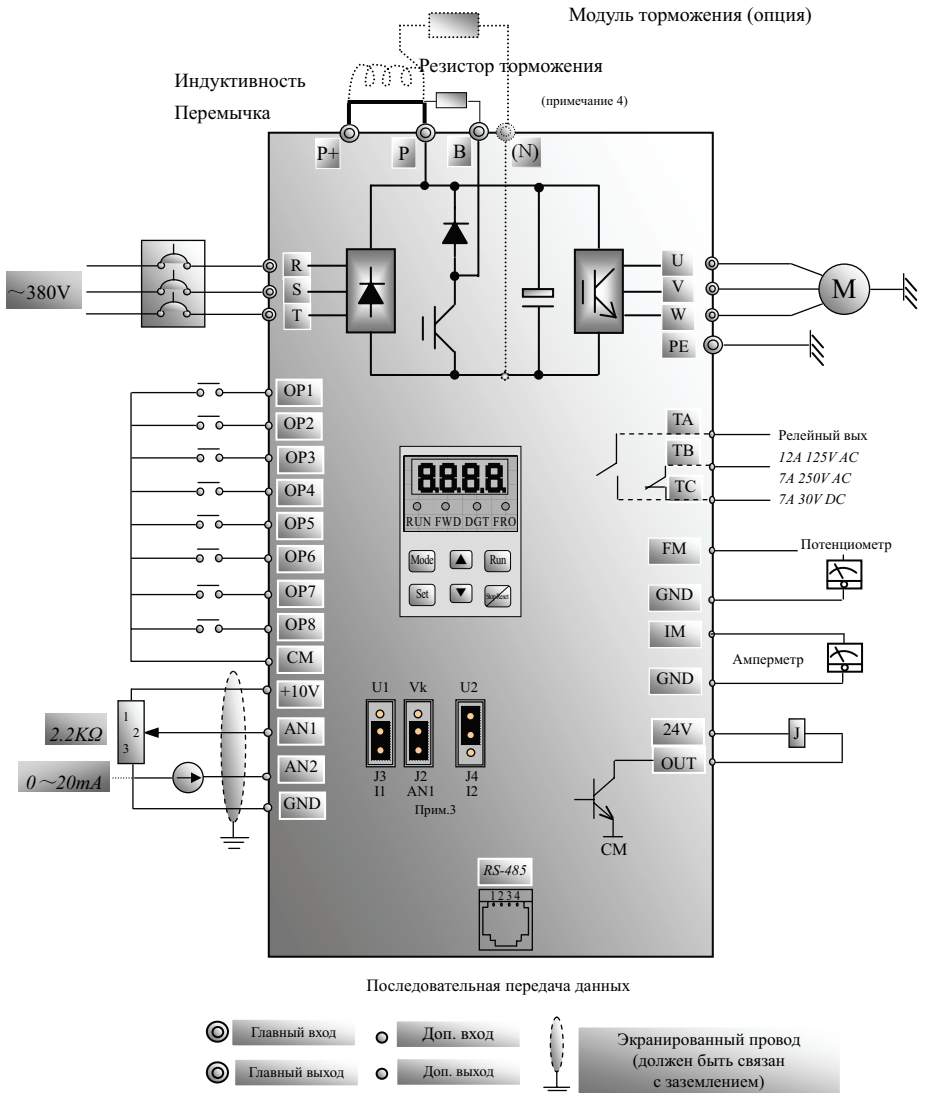 Модуль торможения (опция)
Резистор торможения
Индуктивность
Перемычка
(примечание 4)
P+
P
B
(N)
~380V
R
S
T
U
V
W
PE
M
OP1
OP2
OP3
OP4
OP5
OP6
OP7
OP8
CM
+10V
AN1
AN2
GND
1
2
3
2.2KΩ
0~20mA
8.8.8.8.
RUN FWD DGT FRO
Mode
Run
Set
Stop/Reset
TA
TB
TC
Релейный вых
12A 125V AC
7A 250V AC
7A 30V DC
FM
Потенциометр
GND
IM
Амперметр
GND
24V
J
OUT
CM
U1 Vk U2
J3 J2 J4
I1 AN1 I2
Прим.3
RS-485
1234
Последовательная передача данных
Главный вход
Доп. вход
Главный выход
Доп. выход
Экранированный провод
(должен быть связан
с заземлением)